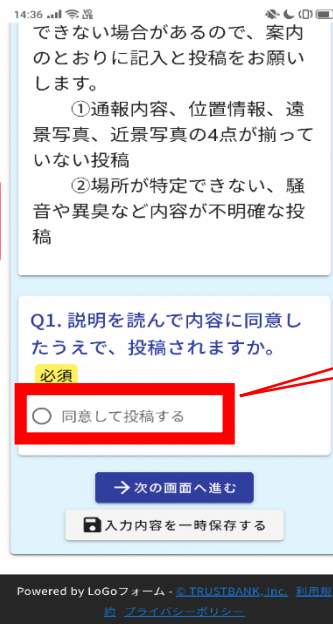 14:36
できない場合があるので、案内
のとおりに記入と投稿をお願い
します。
①通報内容、位置情報、遠
景写真、近景写真の4点が揃って
いない投稿
②場所が特定できない、騒
音や異臭など内容が不明確な投
稿
Q1. 説明を読んで内容に同意し
たうえで、投稿されますか。
必須
同意して投稿する
→次の画面へ進む
入力内容を一時保存する
Powered by LoGoフォーム - © TRUSTBANK, Inc. 利用規
約 プライバシーポリシー